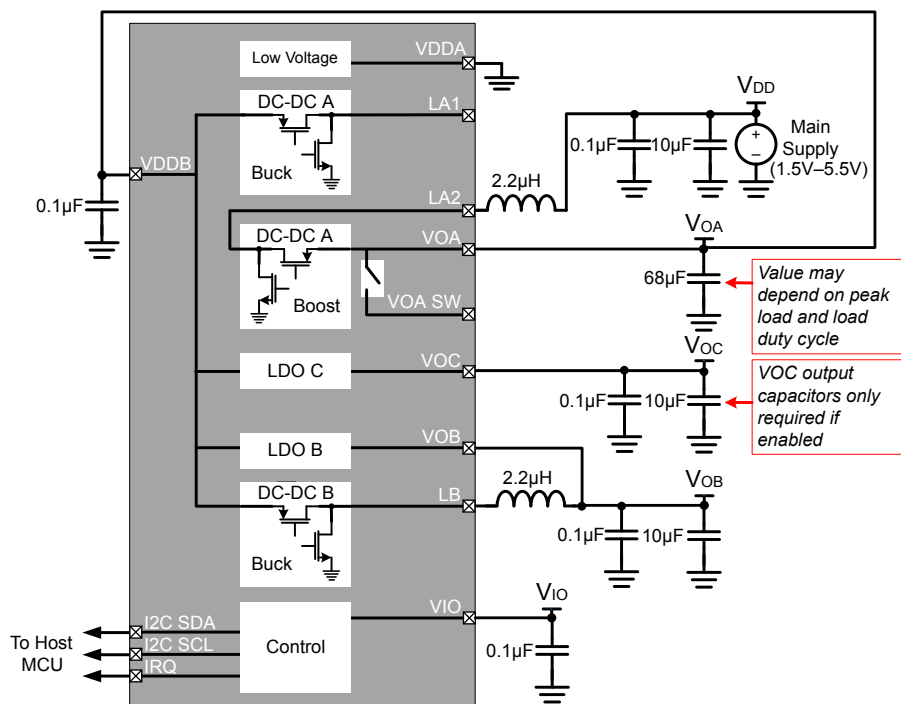 Low Voltage
VDDA
DC-DC A
LA1
Buck
VDDB
0.1µF
VDD
0.1µF
10µF
+
–
Main
Supply
(1.5V–5.5V)
LA2
2.2µH
DC-DC A
VOA
VOA
Boost
VOA SW
68µF
Value may
depend on peak
load and load
duty cycle
LDO C
VOC
VOC
0.1µF
10µF
VOC output
capacitors only
required if
enabled
LDO B
VOB
DC-DC B
LB
2.2µH
VOB
Buck
0.1µF
10µF
VIO
VIO
0.1µF
To Host
MCU
I2C SDA
I2C SCL
IRQ
Control